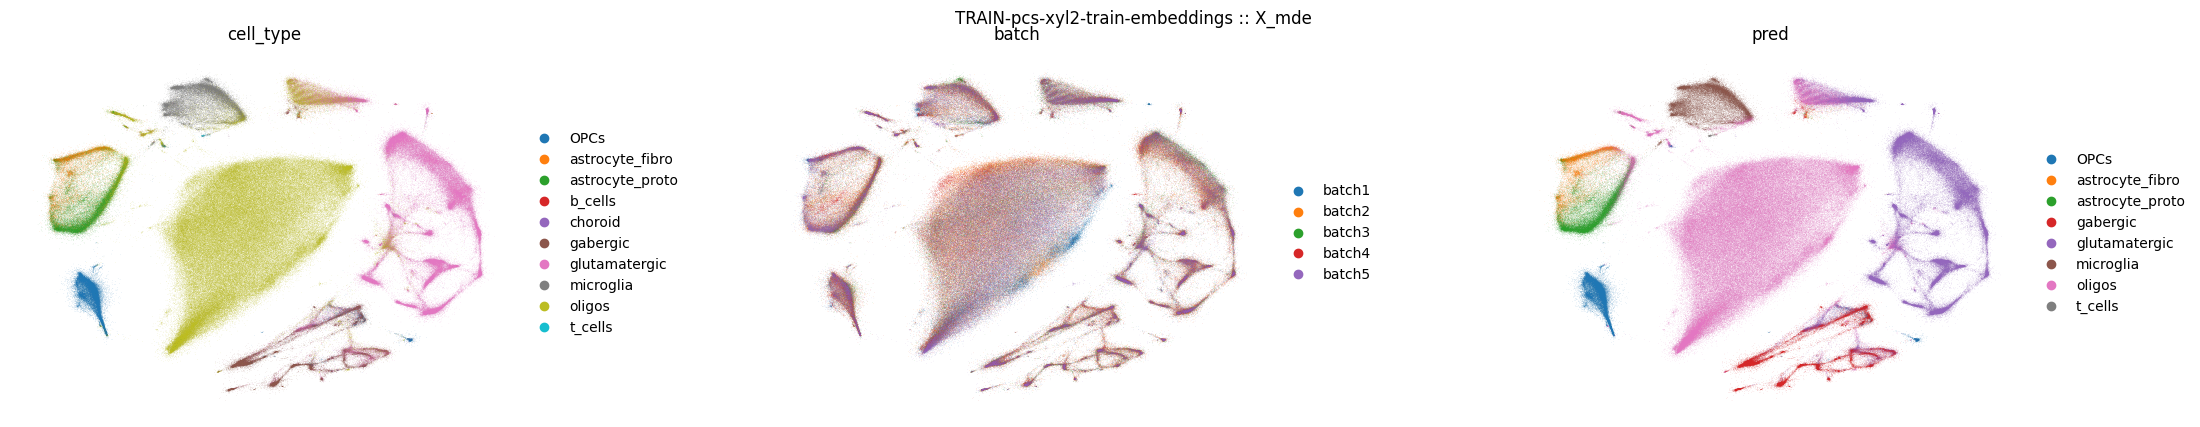 TRAIN-pcs-xyl2-train-embeddings :: X_mde
cell_type
OPCs
astrocyte_fibro
astrocyte_proto
b_cells
choroid
gabergic
glutamatergic
microglia
oligos
t_cells
batch
batch1
batch2
batch3
batch4
batch5
pred
OPCs
astrocyte_fibro
astrocyte_proto
gabergic
glutamatergic
microglia
oligos
t_cells